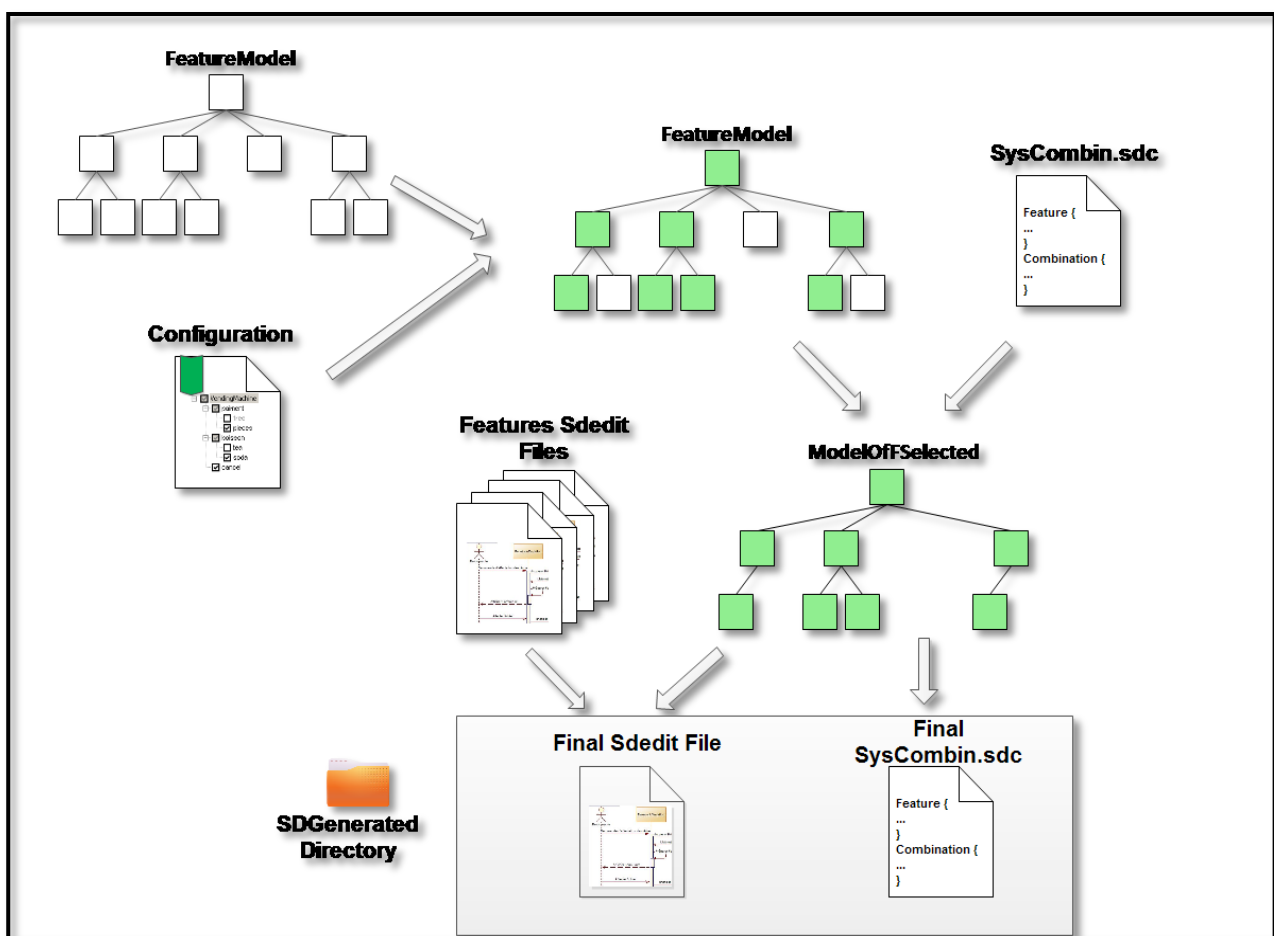 FeatureModel
FeatureModel
SysCombin.sdc
Feature {
...
}
Combination {
...
}
Configuration
VendingMachine
pieces
tea
soda
cancel
Features Sdedit
Files
ModelOfFSelected
Final Sdedit File
Final
SysCombin.sdc
Feature {
...
}
Combination {
...
}
SDGenerated
Directory